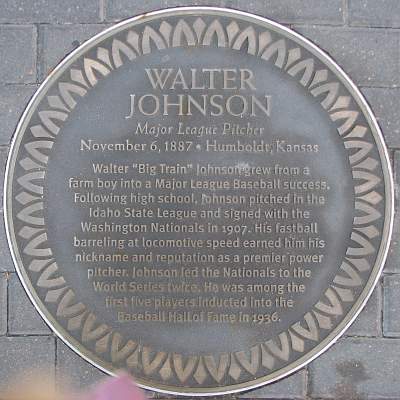 WALTER
JOHNSON
Major League Pitcher
November 6, 1887 • Humboldt, Kansas
Walter "Big Train" Johnson grew from a
farm boy into a Major League Baseball success.
Following high school, Johnson pitched in the
Idaho State League and signed with the
Washington Nationals in 1907. His fastball
barreling at locomotive speed earned him his
nickname and reputation as a premier power
pitcher. Johnson led the Nationals to the
World Series twice. He was among the
first five players inducted into the
Baseball Hall of Fame in 1936.